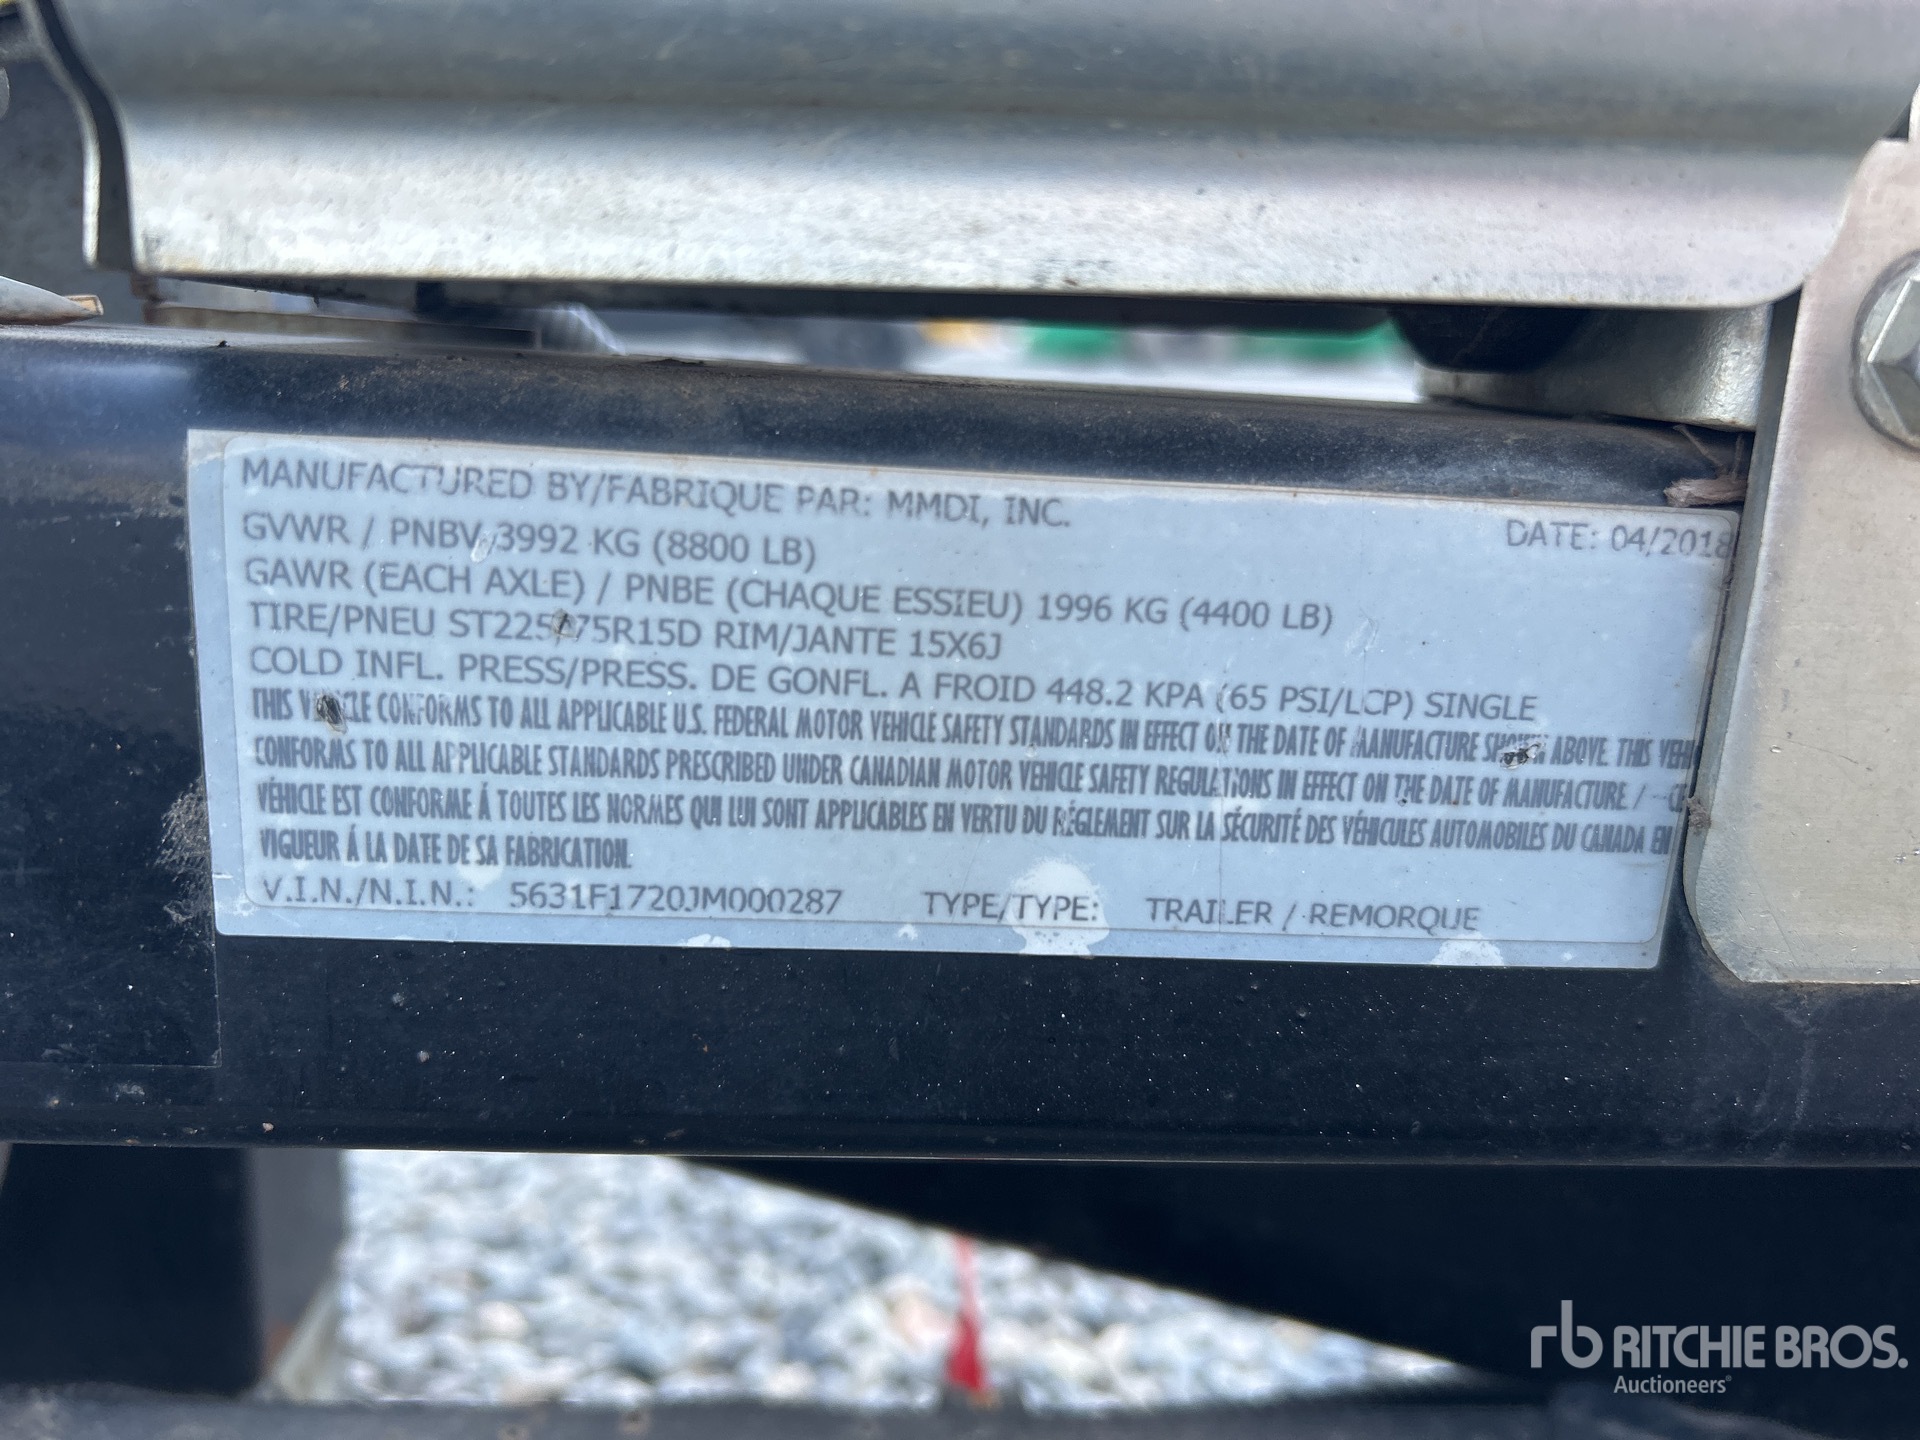 MANUFACTURED BY/FABRIQUE PAR: MMDI, INC.
DATE: 04/2018
GVWR / PNBV 3992 KG (8800 LB)
GAWR (EACH AXLE) / PNBE (CHAQUE ESSIEU) 1996 KG (4400 LB)
TIRE/PNEU ST225/75R15D RIM/JANTE 15X6J
COLD INFL. PRESS/PRESS. DE GONFL. A FROID 448.2 KPA (65 PSI/LCP) SINGLE
THIS VEHICLE CONFORMS TO ALL APPLICABLE U.S. FEDERAL MOTOR VEHICLE SAFETY STANDARDS IN EFFECT ON THE DATE OF MANUFACTURE SHOWN ABOVE. THIS VEHI
CONFORMS TO ALL APPLICABLE STANDARDS PRESCRIBED UNDER CANADIAN MOTOR VEHICLE SAFETY REGULATIONS IN EFFECT ON THE DATE OF MANUFACTURE. / - CE
VÉHICLE EST CONFORME Á TOUTES LES NORMES QUI LUI SONT APPLICABLES EN VERTU DU RÉGLEMENT SUR LA SÉCURITÉ DES VÉHICULES AUTOMOBILES DU CANADA EN
VIGUEUR Á LA DATE DE SA FABRICATION.
V.I.N./N.I.N.: 5631F1720JM000287 TYPE/TYPE: TRAILER / REMORQUE
rb RITCHIE BROS.
Auctioneers